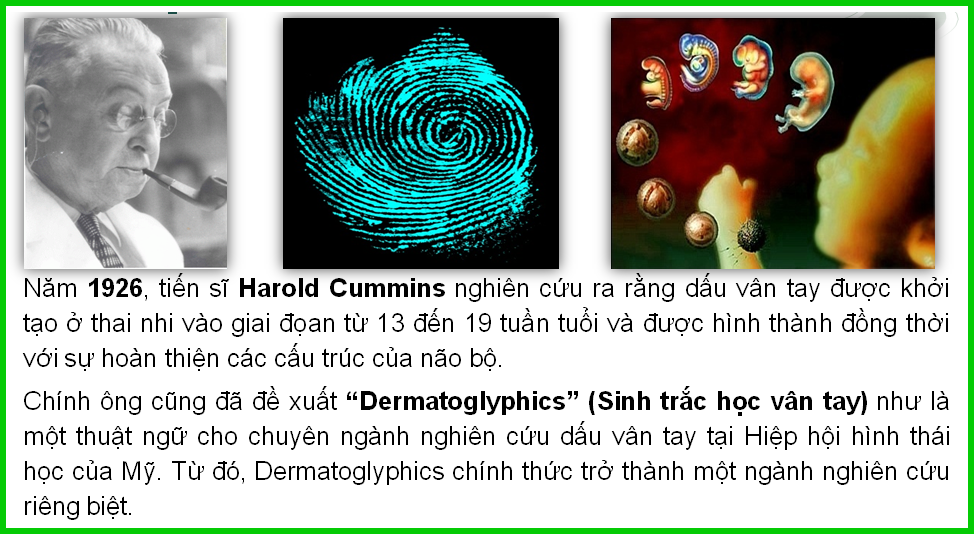 Năm 1926, tiến sĩ Harold Cummins nghiên cứu ra rằng dấu vân tay được khởi
tạo ở thai nhi vào giai đọan từ 13 đến 19 tuần tuổi và được hình thành đồng thời
với sự hoàn thiện các cấu trúc của não bộ.
Chính ông cũng đã đề xuất “Dermatoglyphics” (Sinh trắc học vân tay) như là
một thuật ngữ cho chuyên ngành nghiên cứu dấu vân tay tại Hiệp hội hình thái
học của Mỹ. Từ đó, Dermatoglyphics chính thức trở thành một ngành nghiên cứu
riêng biệt.